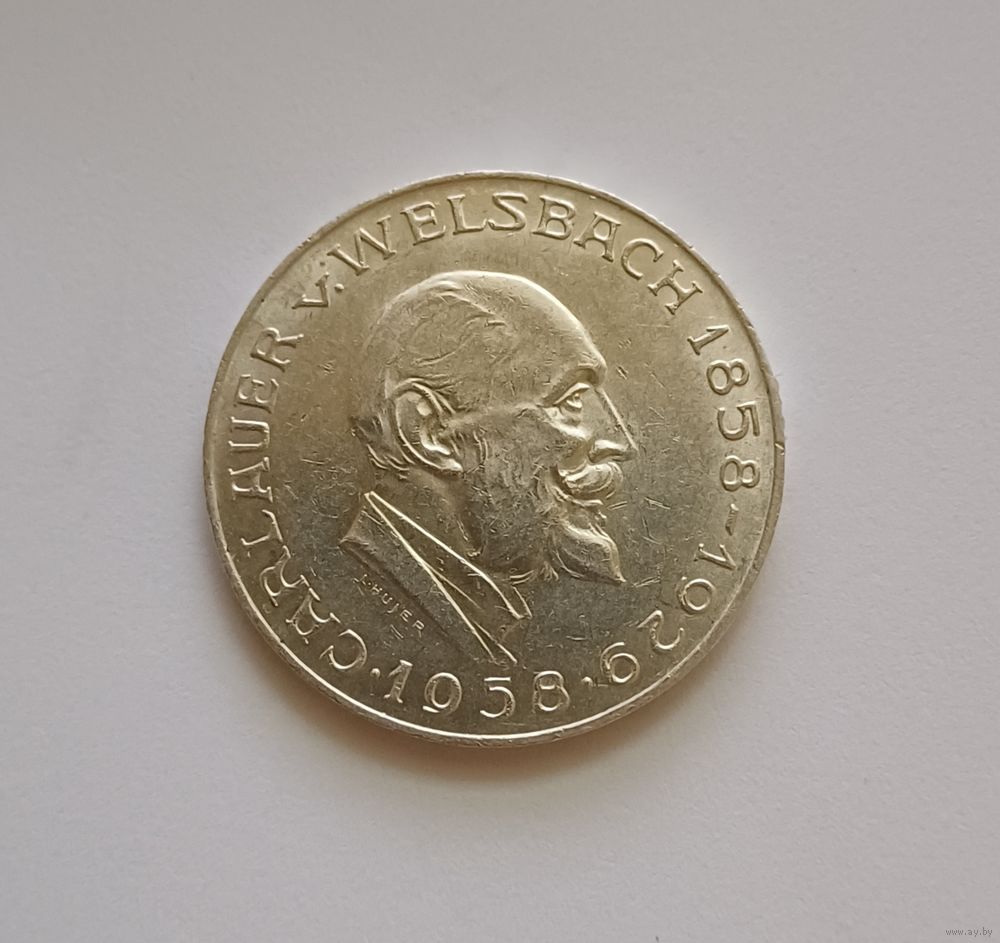 CARL AUER v. WELSBACH 1858-1929 · 1958 ·
L·HUJER
www.ay.by